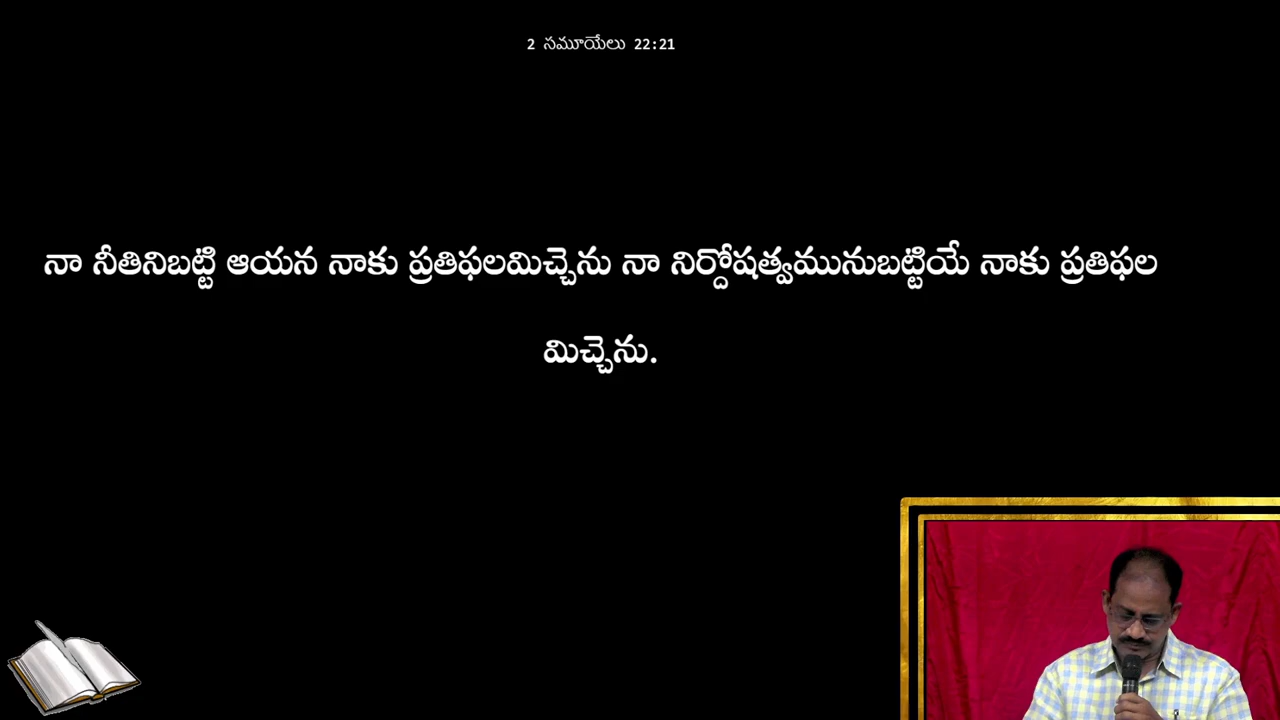 2 సమూయేలు 22:21
నా నీతినిబట్టి ఆయన నాకు ప్రతిఫలమిచ్చెను నా నిర్దోషత్వమునుబట్టియే నాకు ప్రతిఫల
మిచ్చెను.